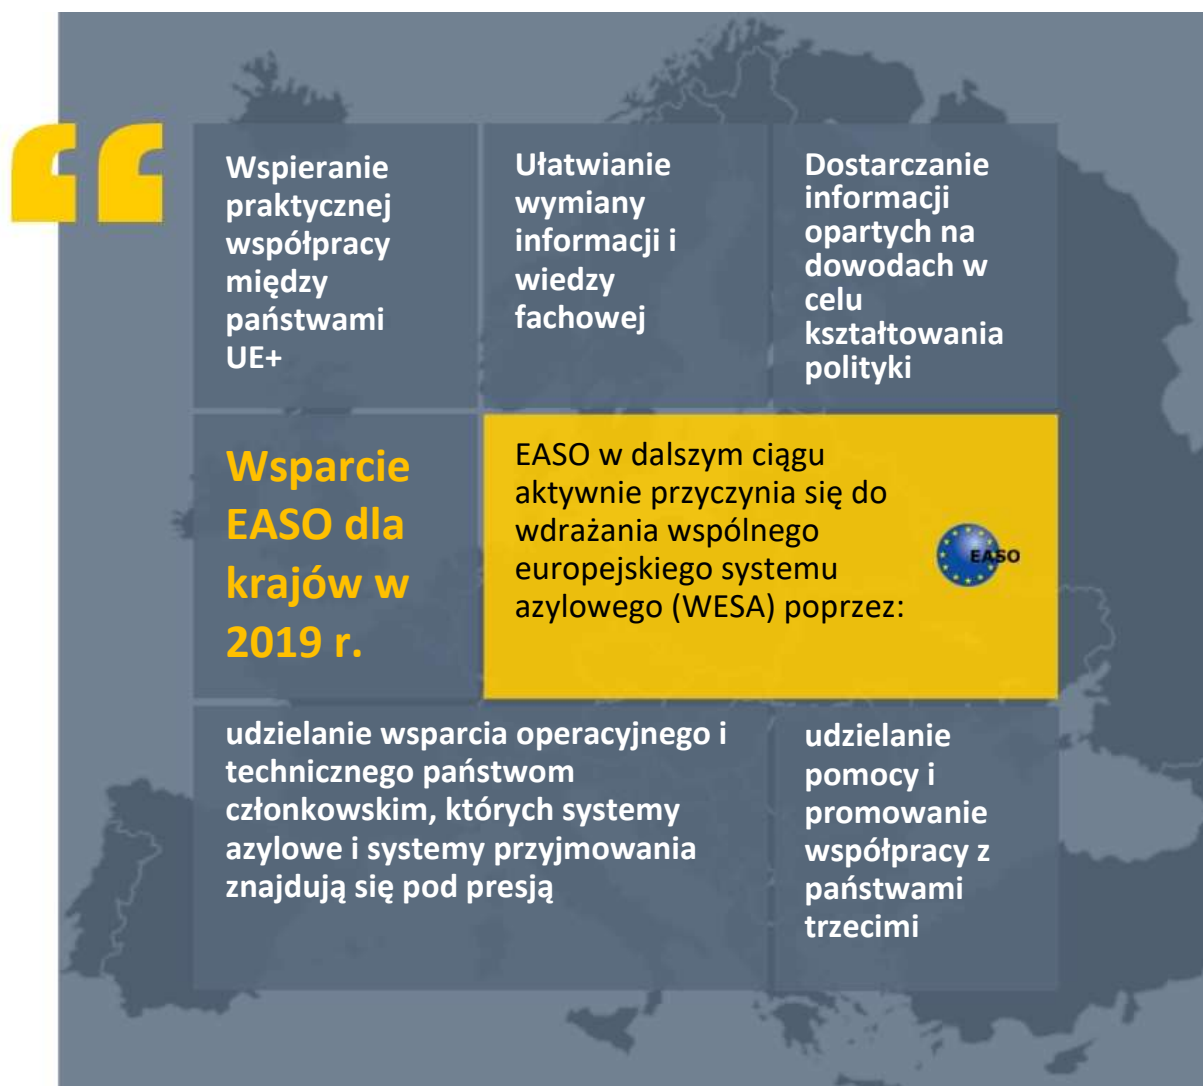 Wspieranie
praktycznej
współpracy
między
państwami
UE+
Ułatwianie
wymiany
informacji i
wiedzy
fachowej
Dostarczanie
informacji
opartych na
dowodach w
celu
kształtowania
polityki
Wsparcie
EASO dla
krajów w
2019 r.
EASO w dalszym ciągu
aktywnie przyczynia się do
wdrażania wspólnego
europejskiego systemu
azylowego (WESA) poprzez:
EASO
udzielanie wsparcia operacyjnego i
technicznego państwom
członkowskim, których systemy
azylowe i systemy przyjmowania
znajdują się pod presją
udzielanie
pomocy i
promowanie
współpracy z
państwami
trzecimi